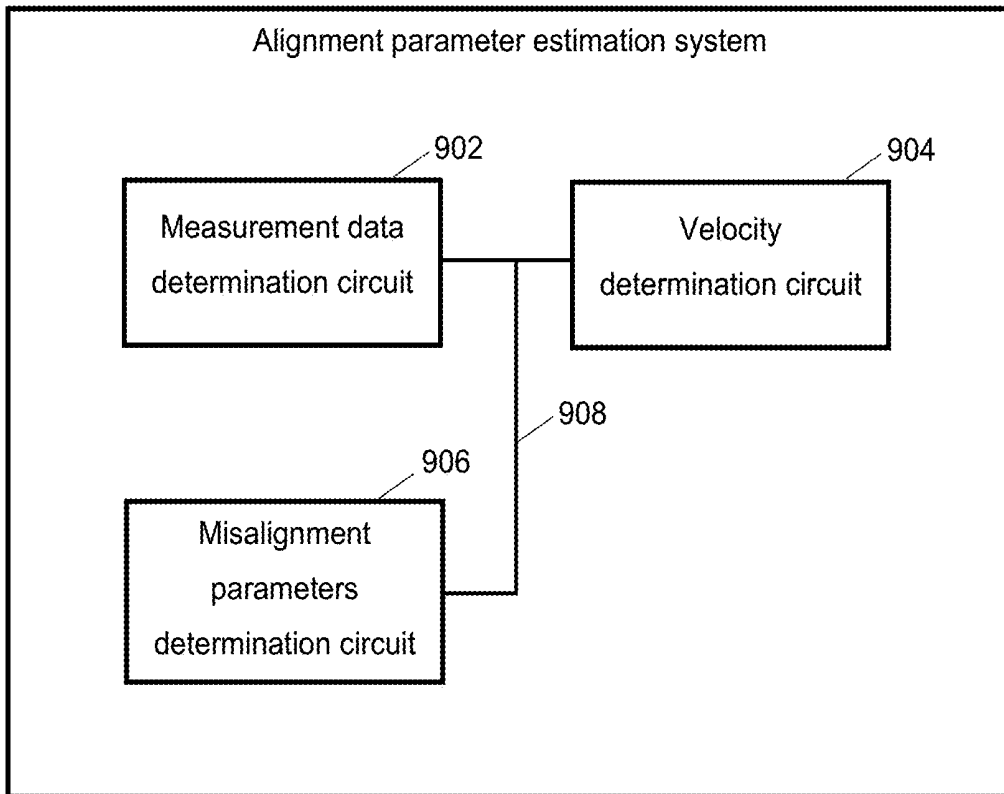 Alignment parameter estimation system
902
904
Measurement data
determination circuit
Velocity
determination circuit
908
906
Misalignment
parameters
determination circuit